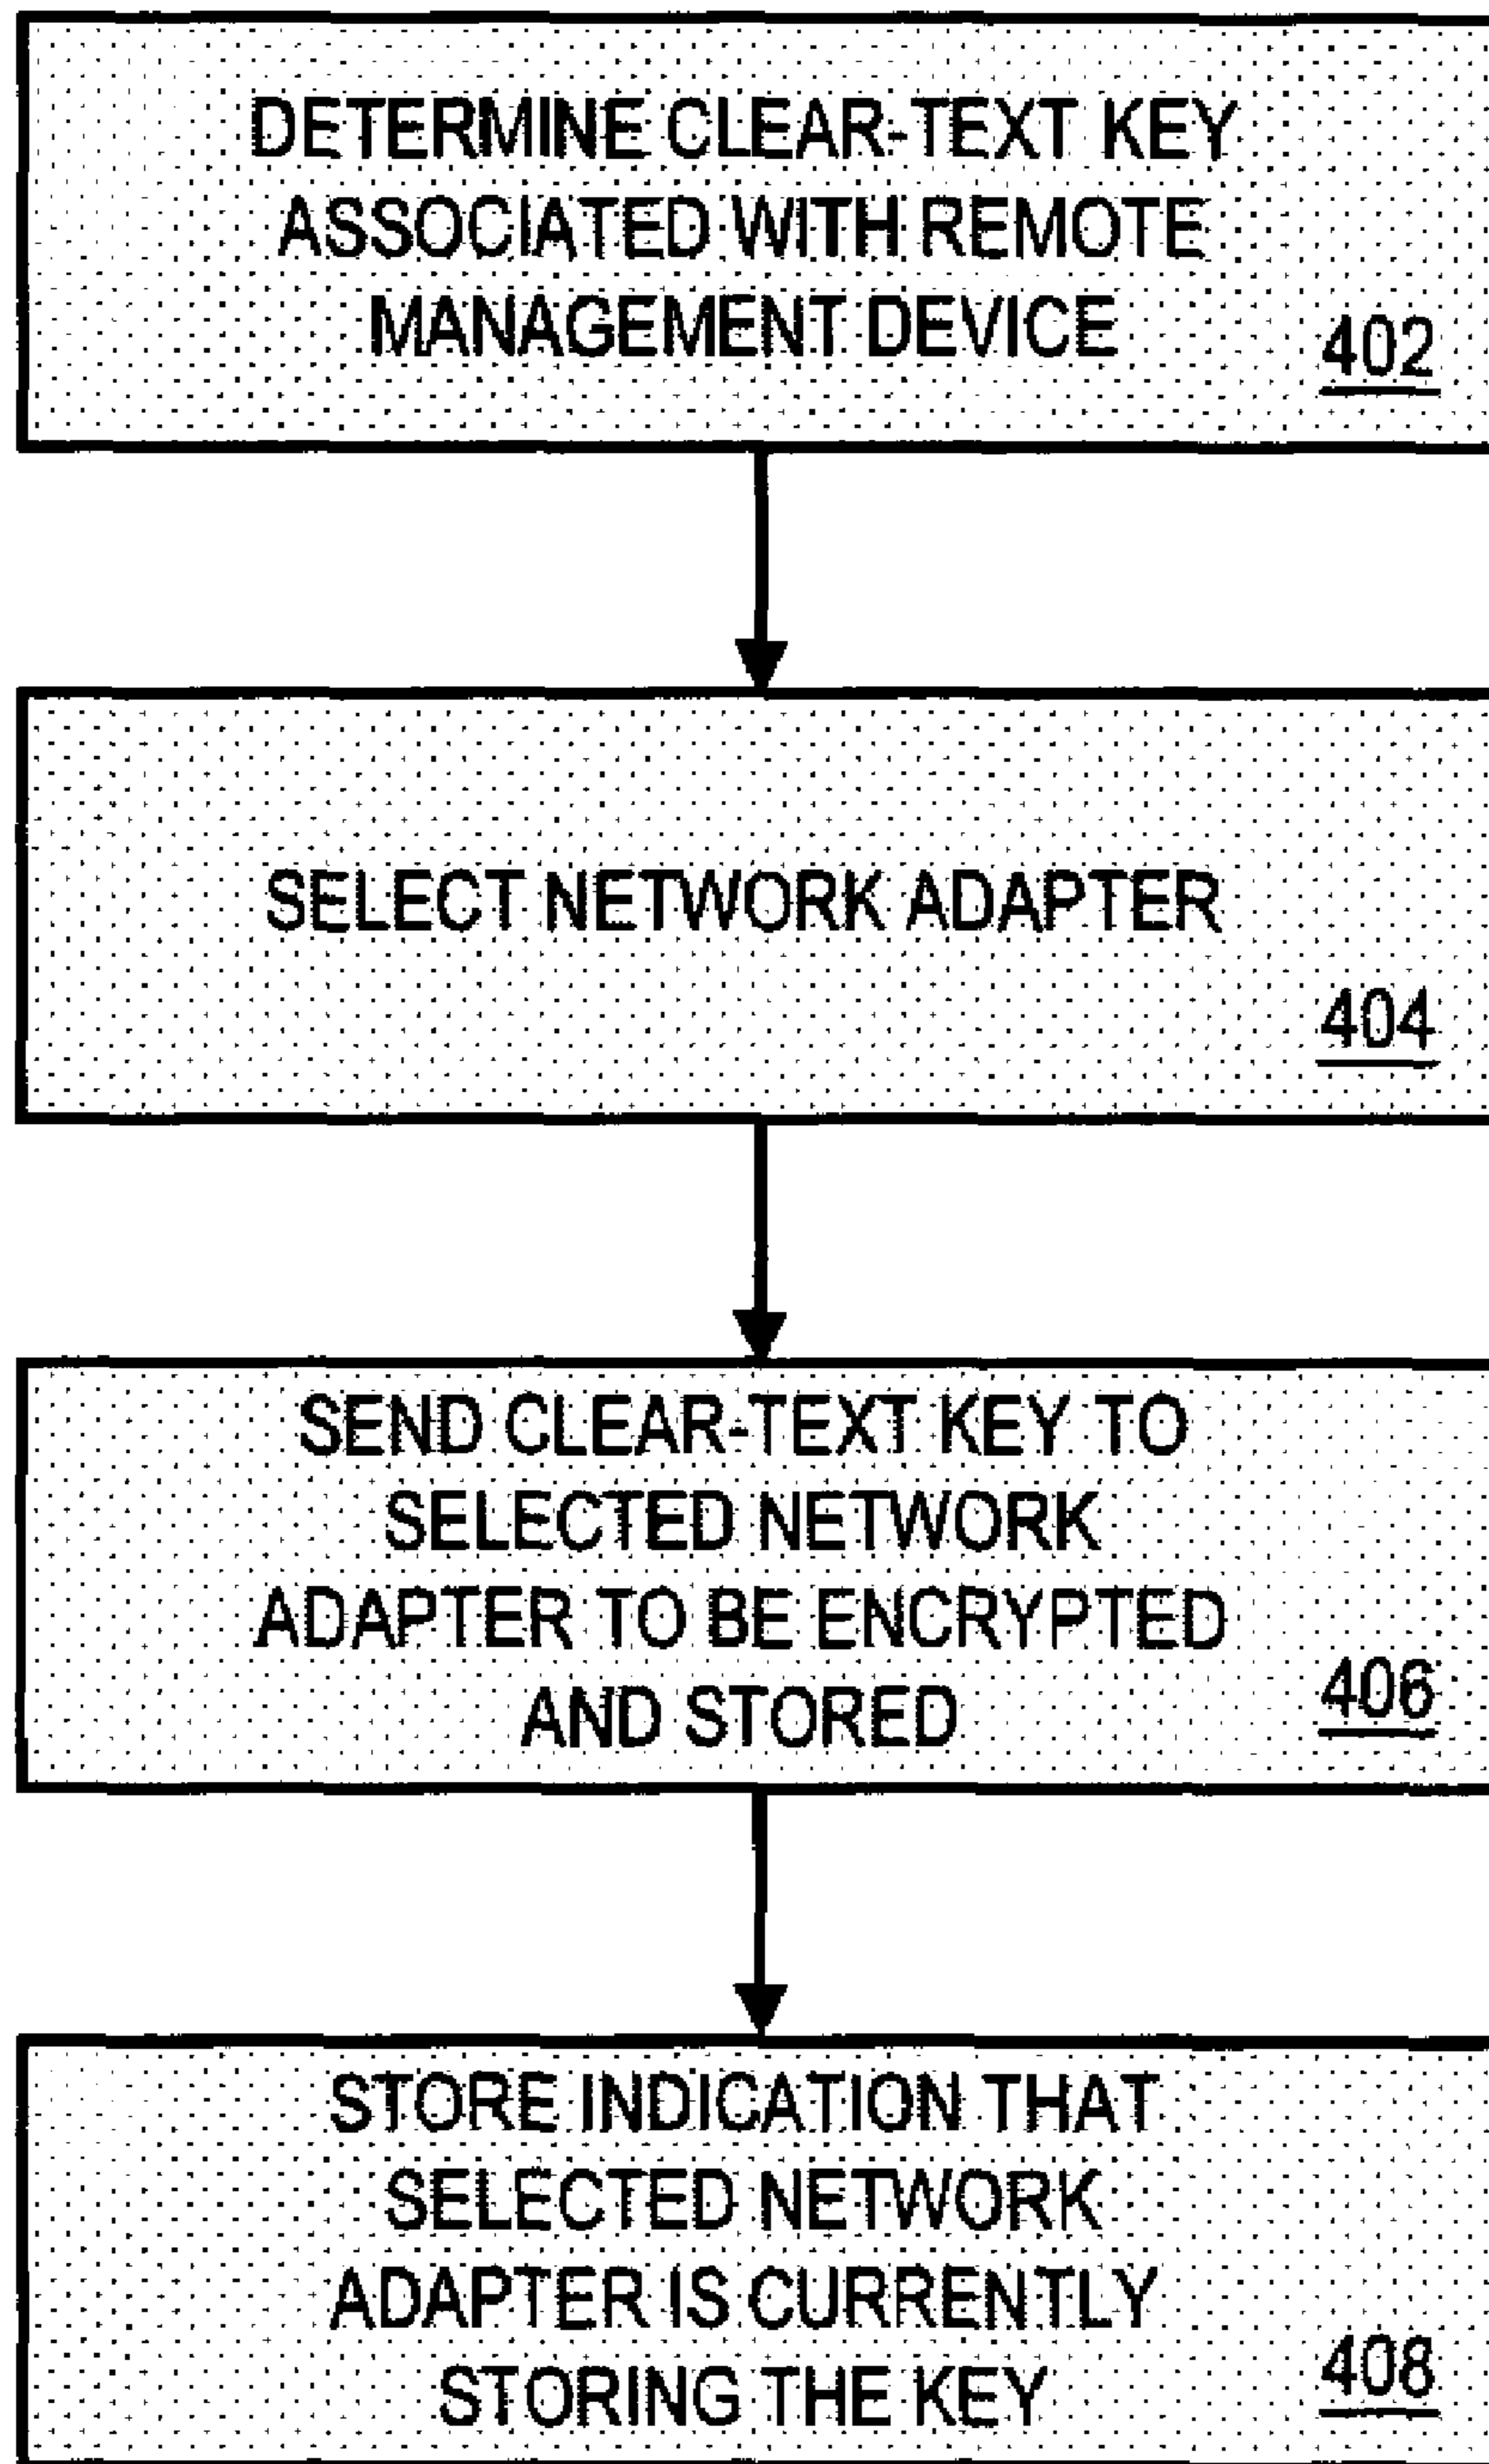 DETERMINE CLEAR-TEXT KEY
ASSOCIATED WITH REMOTE
MANAGEMENT DEVICE
402
SELECT NETWORK ADAPTER
404
SEND CLEAR-TEXT KEY TO
SELECTED NETWORK
ADAPTER TO BE ENCRYPTED
AND STORED
406
STORE INDICATION THAT
SELECTED NETWORK
ADAPTER IS CURRENTLY
STORING THE KEY
408